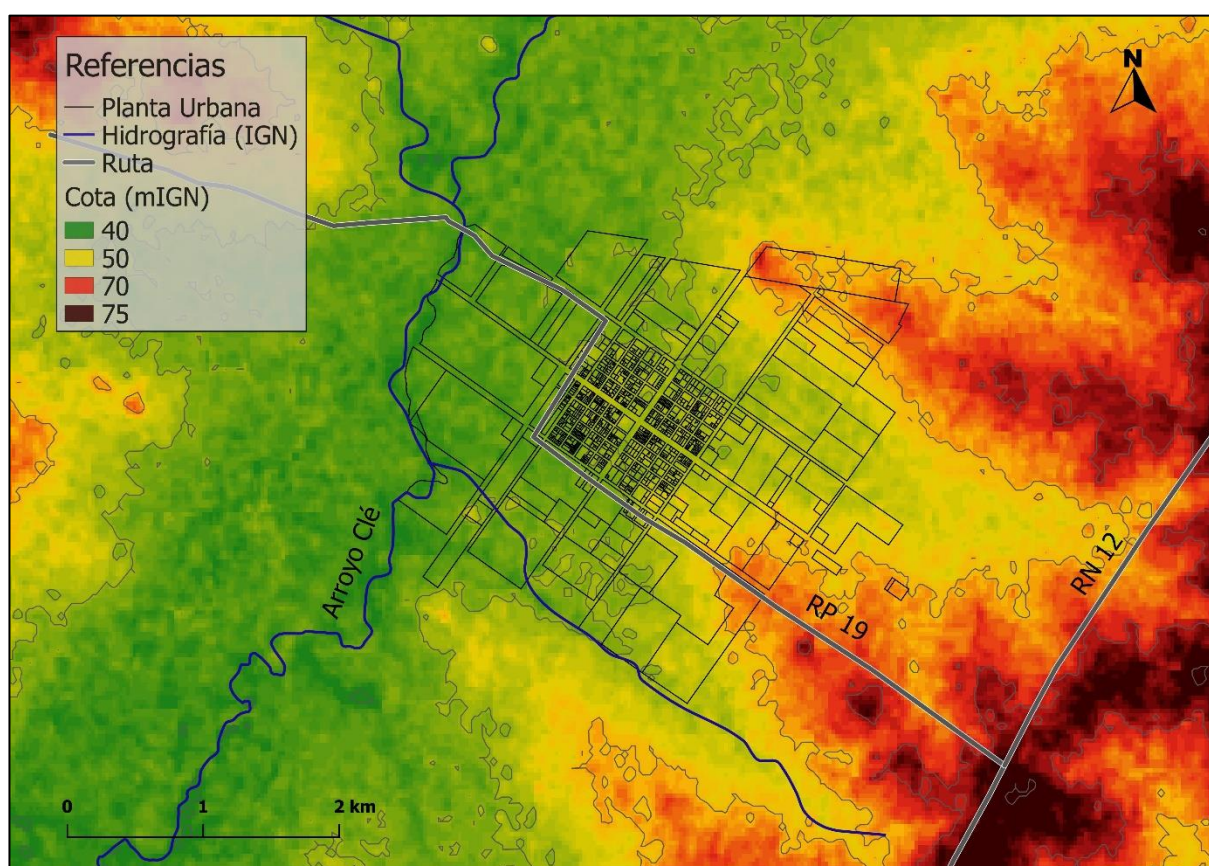 Referencias
Planta Urbana
Hidrografía (IGN)
Ruta
Cota (mIGN)
40
50
70
75
N
Arroyo Clé
RP 19
RN 12
0 1 2 km